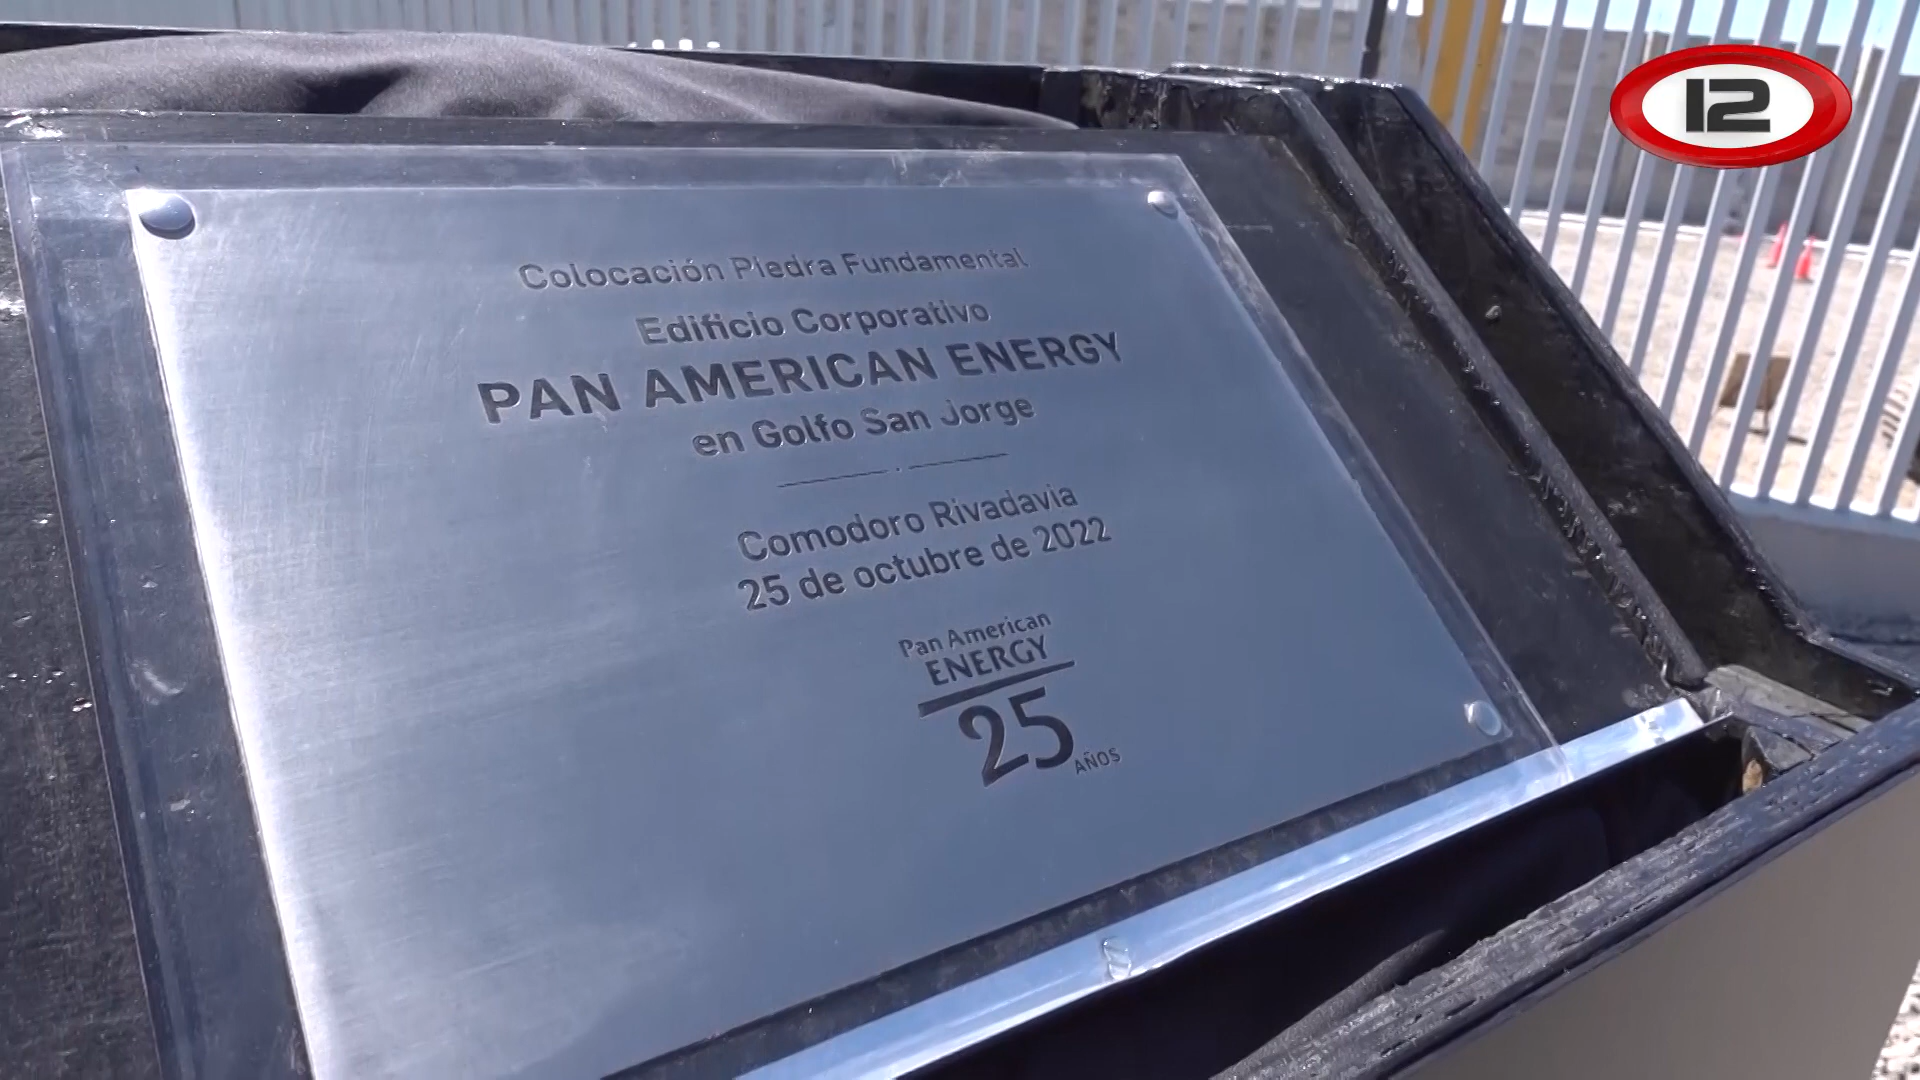 12
Colocación Piedra Fundamental
Edificio Corporativo
PAN AMERICAN ENERGY
en Golfo San Jorge
Comodoro Rivadavia
25 de octubre de 2022
Pan American
ENERGY
25 AÑOS